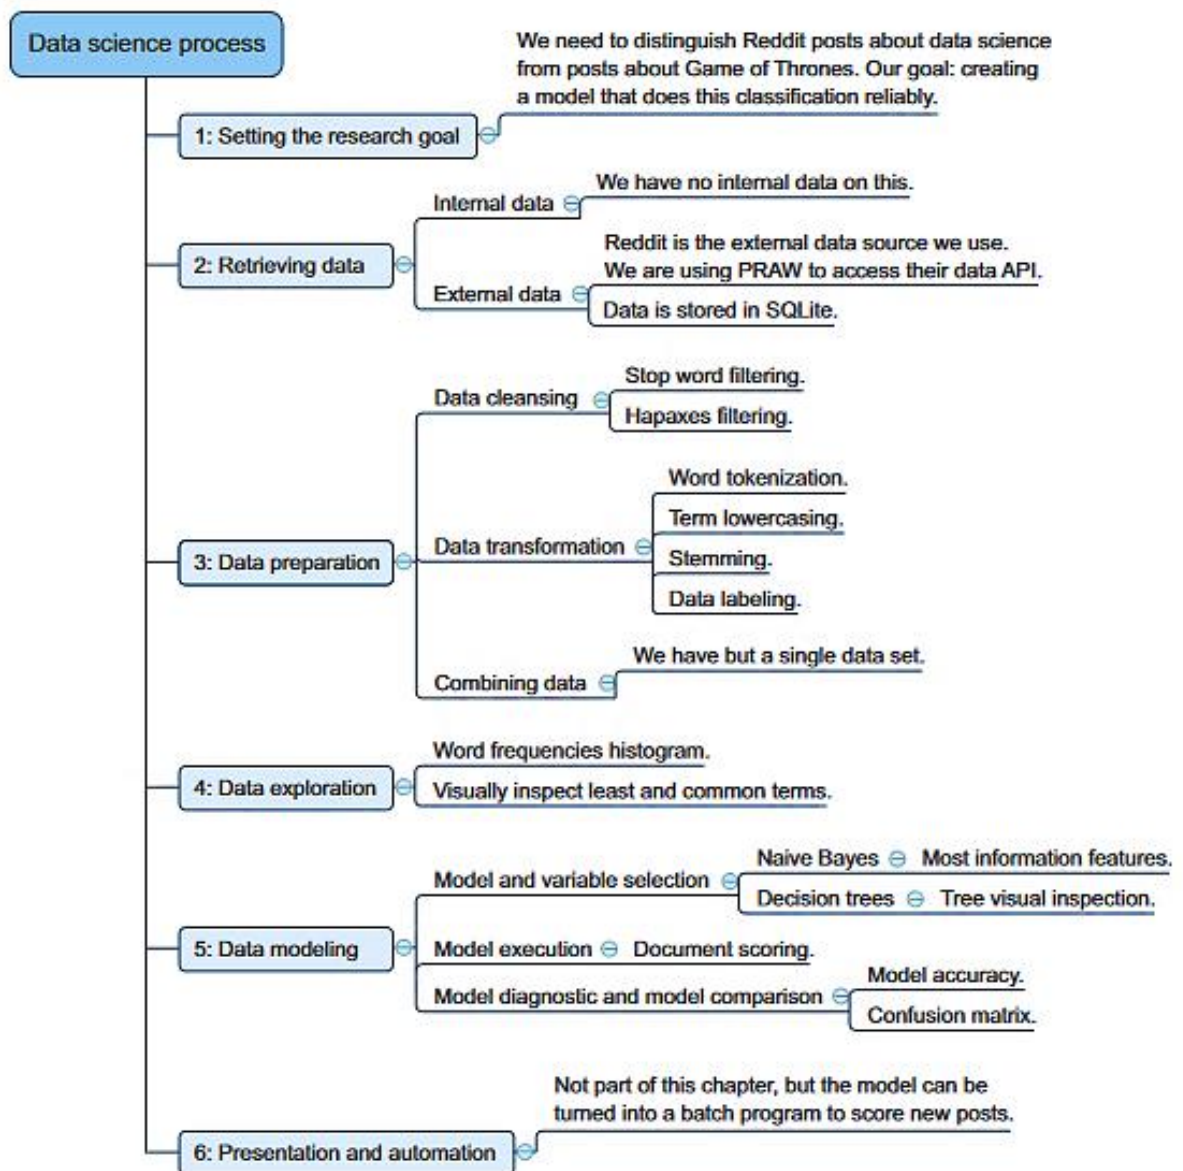 Data science process
We need to distinguish Reddit posts about data science
from posts about Game of Thrones. Our goal: creating
a model that does this classification reliably.
1: Setting the research goal
We have no internal data on this.
Internal data
2: Retrieving data
Reddit is the external data source we use.
We are using PRAW to access their data API.
External data
Data is stored in SQLite.
Stop word filtering.
Data cleansing
Hapaxes filtering.
Word tokenization.
Term lowercasing.
3: Data preparation
Data transformation
Stemming.
Data labeling.
We have but a single data set.
Combining data
Word frequencies histogram.
4: Data exploration
Visually inspect least and common terms.
Naive Bayes
Most information features.
Model and variable selection
Decision trees
Tree visual inspection.
5: Data modeling
Model execution
Document scoring.
Model accuracy.
Model diagnostic and model comparison
Confusion matrix.
Not part of this chapter, but the model can be
turned into a batch program to score new posts.
6: Presentation and automation